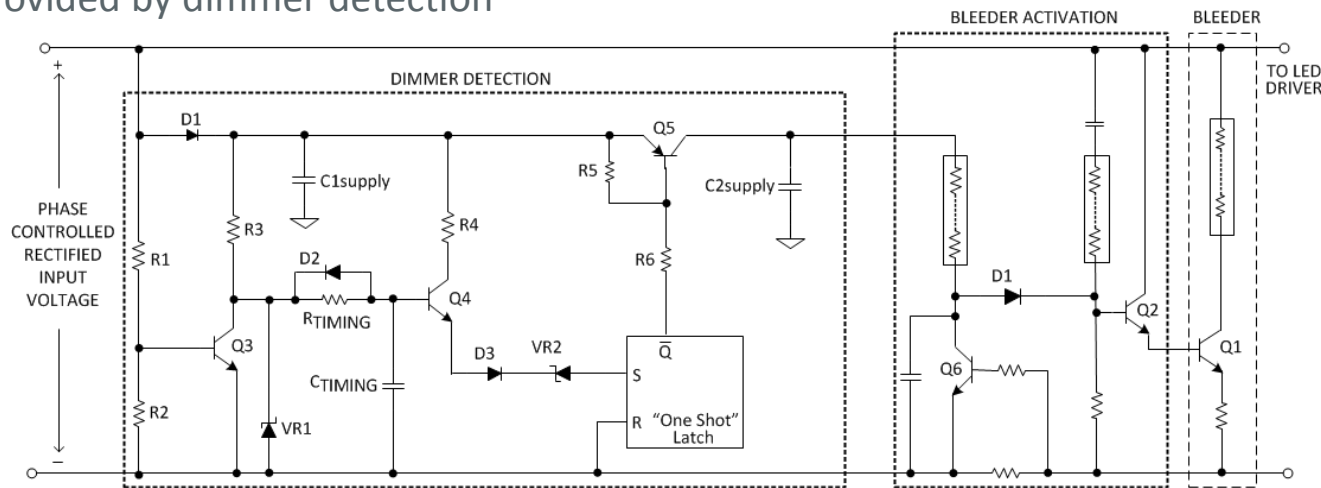 rovided by dimmer detection
BLEEDER ACTIVATION
BLEEDER
+
DIMMER DETECTION
TO LED
DRIVER
D1
Q5
R5
C1supply
C2supply
PHASE
CONTROLLED
RECTIFIED
INPUT
VOLTAGE
R3
R4
R1
R6
D2
Q4
D1
RTIMING
Q2
Q3
D3
VR2
Q
S
Q6
Q1
CTIMING
R2
VR1
R
"One Shot"
Latch
–